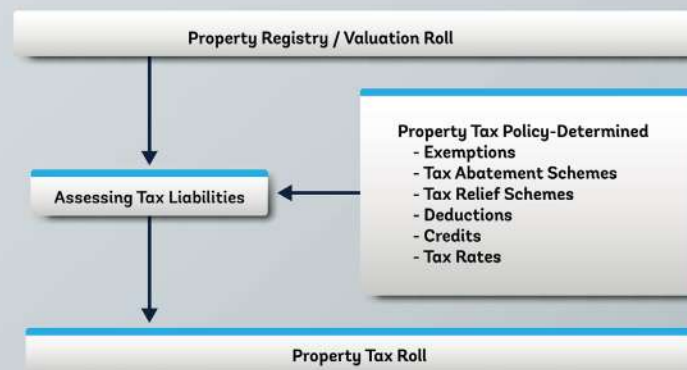 Property Registry / Valuation Roll
Property Tax Policy-Determined
- Exemptions
- Tax Abatement Schemes
- Tax Relief Schemes
- Deductions
- Credits
- Tax Rates
Assessing Tax Liabilities
Property Tax Roll